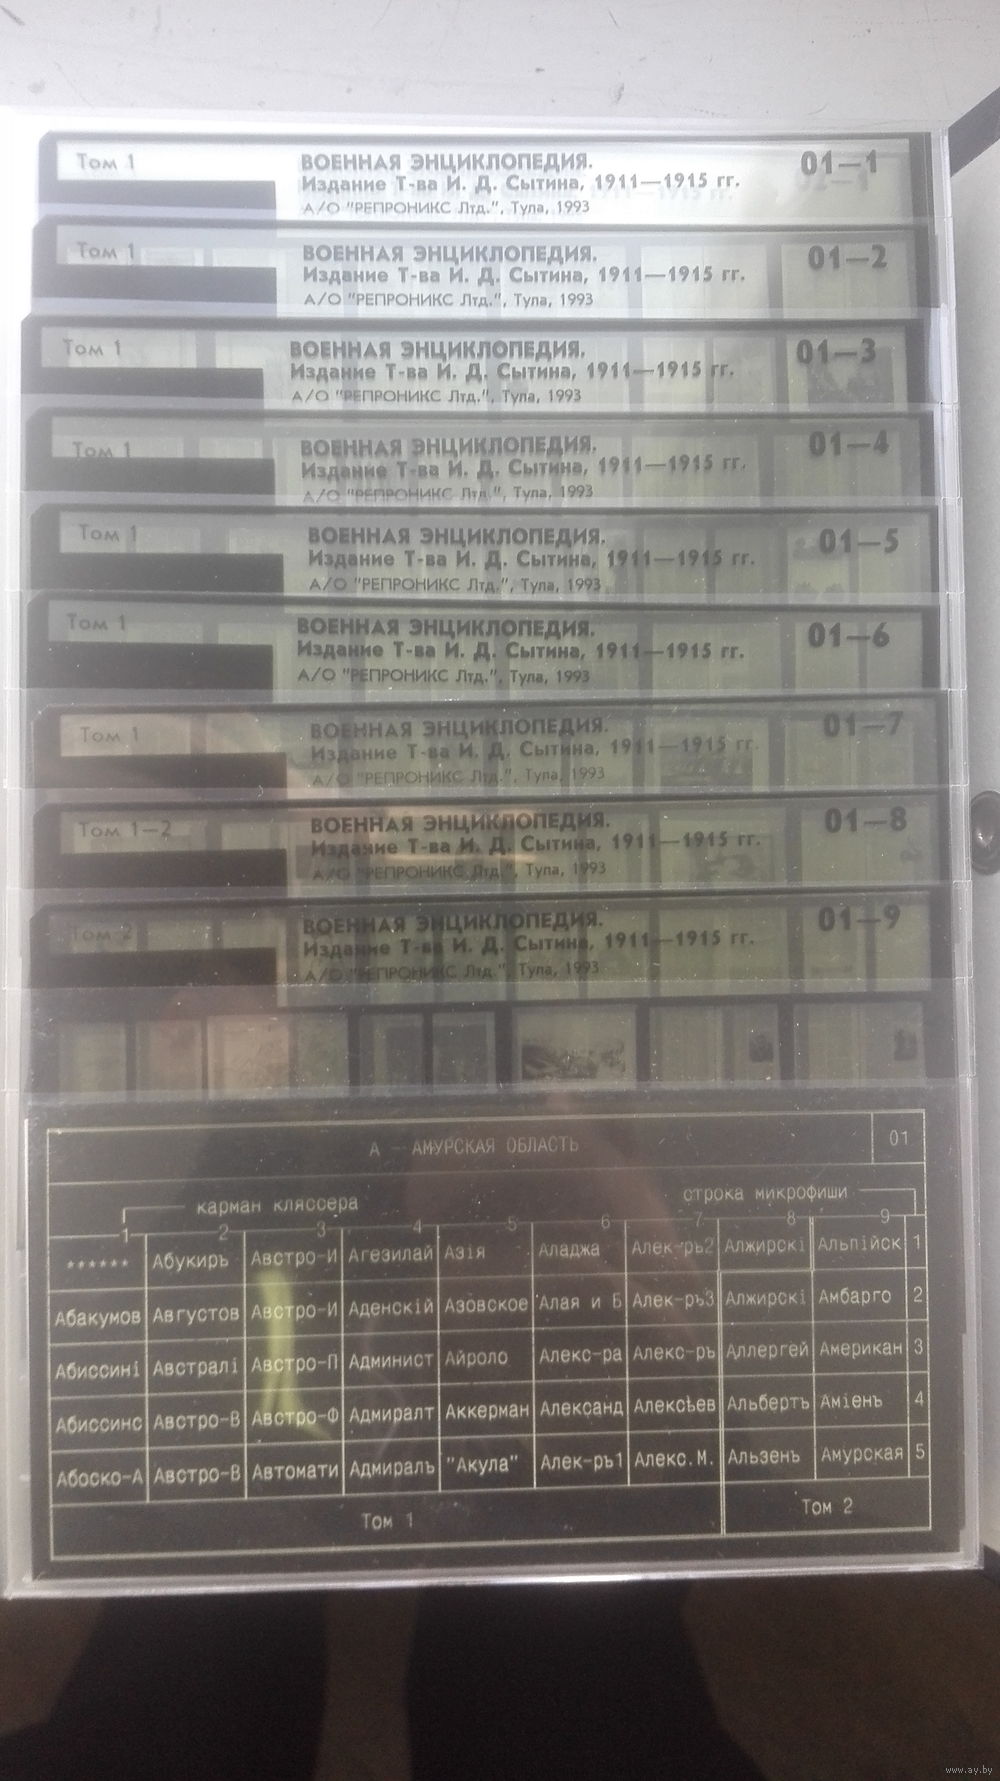 Том 1 ВОЕННАЯ ЭНЦИКЛОПЕДИЯ. 01—1
Издание Т-ва И. Д. Сытина, 1911—1915 гг.
А/О "РЕПРОНИКС Лтд.", Тула, 1993
Том 1 ВОЕННАЯ ЭНЦИКЛОПЕДИЯ. 01—2
Издание Т-ва И. Д. Сытина, 1911—1915 гг.
А/О "РЕПРОНИКС Лтд.", Тула, 1993
Том 1 ВОЕННАЯ ЭНЦИКЛОПЕДИЯ. 01—3
Издание Т-ва И. Д. Сытина, 1911—1915 гг.
А/О "РЕПРОНИКС Лтд.", Тула, 1993
Том 1 ВОЕННАЯ ЭНЦИКЛОПЕДИЯ. 01—4
Издание Т-ва И. Д. Сытина, 1911—1915 гг.
А/О "РЕПРОНИКС Лтд.", Тула, 1993
Том 1 ВОЕННАЯ ЭНЦИКЛОПЕДИЯ. 01—5
Издание Т-ва И. Д. Сытина, 1911—1915 гг.
А/О "РЕПРОНИКС Лтд.", Тула, 1993
Том 1 ВОЕННАЯ ЭНЦИКЛОПЕДИЯ. 01—6
Издание Т-ва И. Д. Сытина, 1911—1915 гг.
А/О "РЕПРОНИКС Лтд.", Тула, 1993
Том 1 ВОЕННАЯ ЭНЦИКЛОПЕДИЯ. 01—7
Издание Т-ва И. Д. Сытина, 1911—1915 гг.
А/О "РЕПРОНИКС Лтд.", Тула, 1993
Том 1—2 ВОЕННАЯ ЭНЦИКЛОПЕДИЯ. 01—8
Издание Т-ва И. Д. Сытина, 1911—1915 гг.
А/О "РЕПРОНИКС Лтд.", Тула, 1993
Том 2 ВОЕННАЯ ЭНЦИКЛОПЕДИЯ. 01—9
Издание Т-ва И. Д. Сытина, 1911—1915 гг.
А/О "РЕПРОНИКС Лтд.", Тула, 1993
А — АМУРСКАЯ ОБЛАСТЬ 01
карман кляссера строка микрофиши
1 2 3 4 5 6 7 8 9
****** Абукиръ Австро-И Агезилай Азія Аладжа Алек-ръ2 Алжирскі Альпійск 1
Абакумов Августов Австро-И Аденскій Азовское Алая и Б Алек-ръ3 Алжирскі Амбарго 2
Абиссині Австралі Австро-П Админист Айроло Алекс-ра Алекс-ръ Аллергей Американ 3
Абиссинс Австро-В Австро-Ф Адмиралт Аккерман Александ Алексѣев Альбертъ Аміенъ 4
Абоско-А Австро-В Автомати Адмиралъ "Акула" Алек-ръ1 Алекс.М. Альзенъ Амурская 5
Том 1 Том 2
www.ay.by